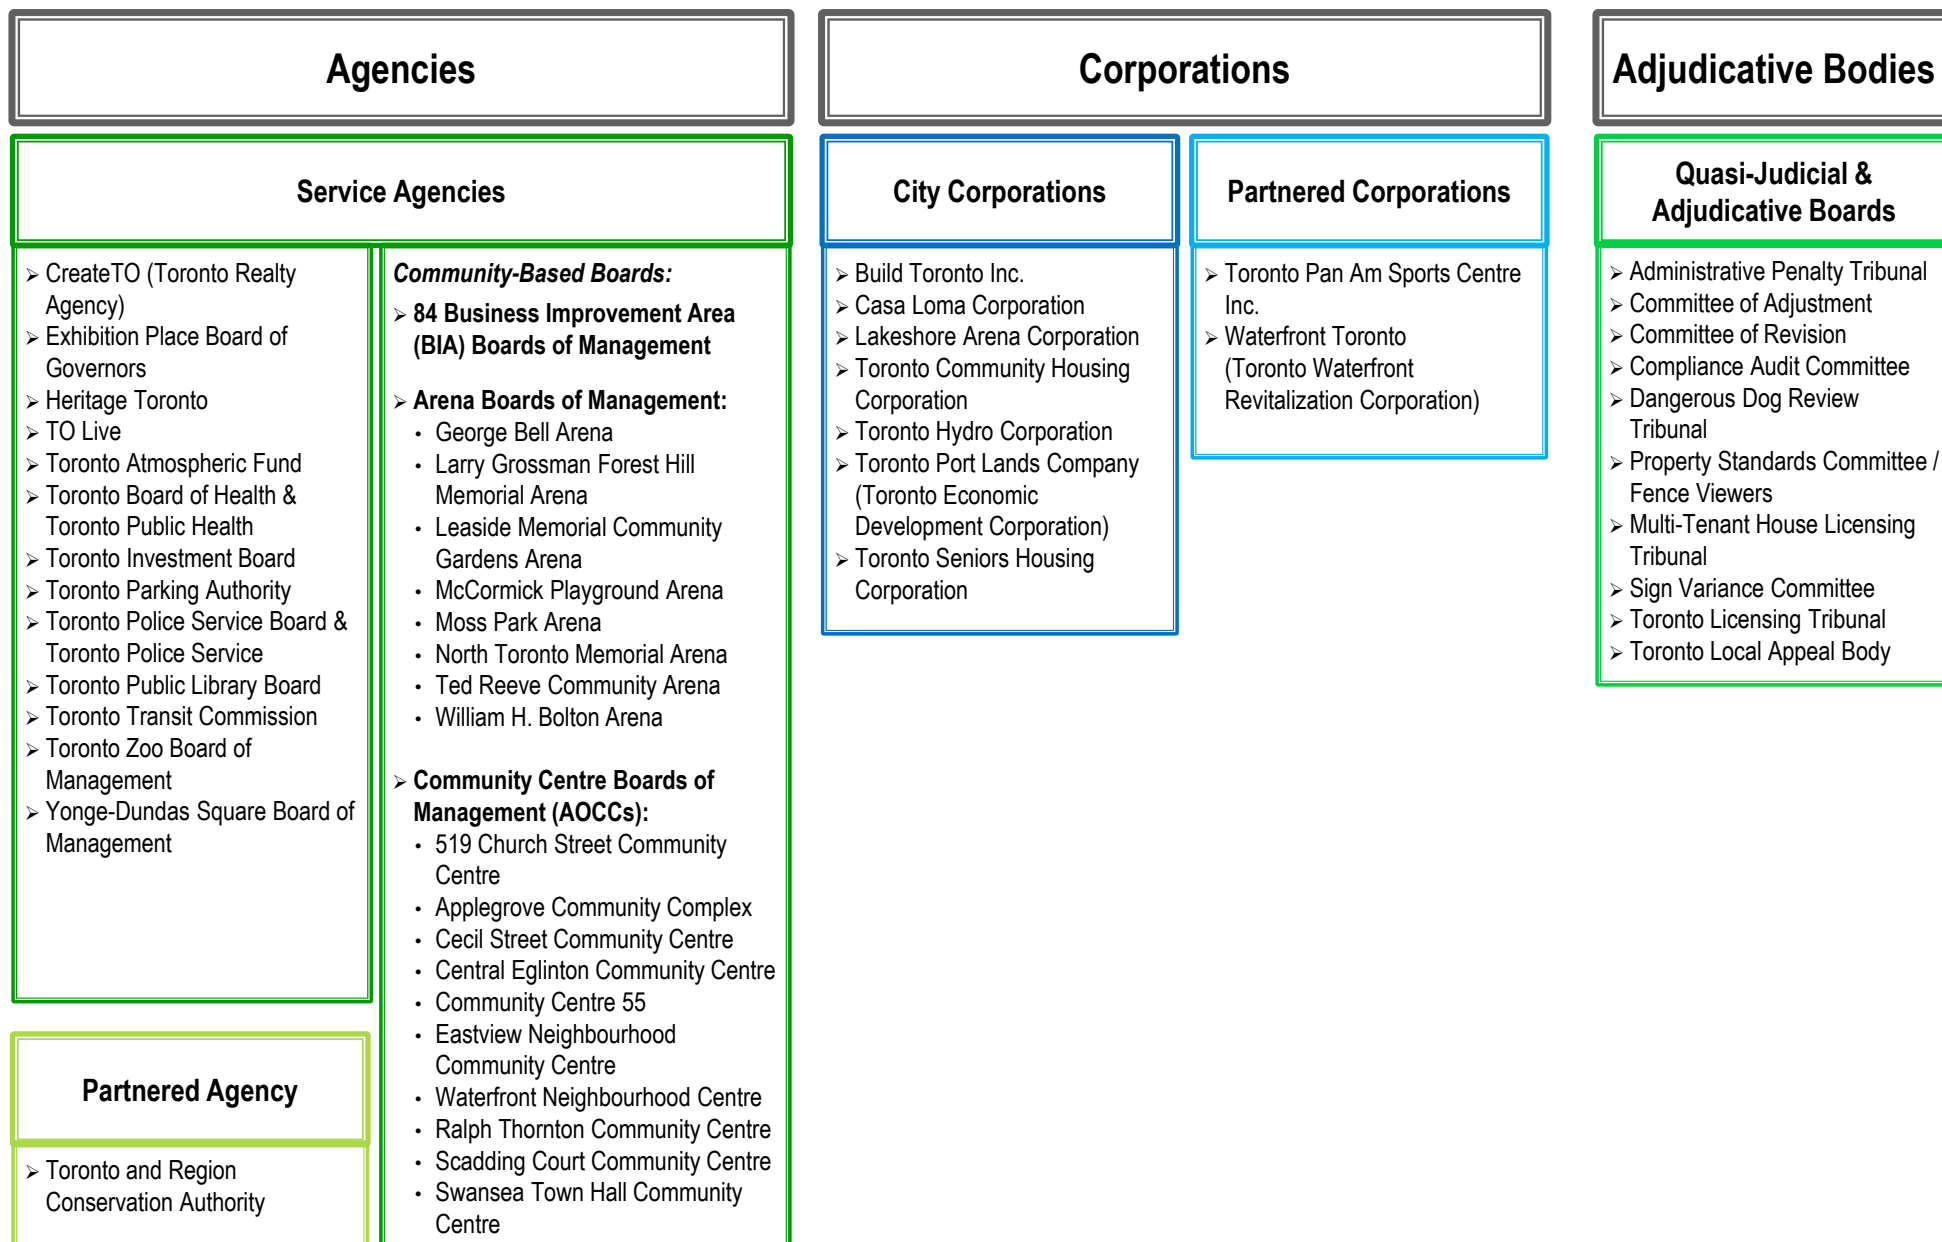 Agencies
Service Agencies
➢ CreateTO (Toronto Realty
Agency)
➢ Exhibition Place Board of
Governors
➢ Heritage Toronto
➢ TO Live
➢ Toronto Atmospheric Fund
➢ Toronto Board of Health &
Toronto Public Health
➢ Toronto Investment Board
➢ Toronto Parking Authority
➢ Toronto Police Service Board &
Toronto Police Service
➢ Toronto Public Library Board
➢ Toronto Transit Commission
➢ Toronto Zoo Board of
Management
➢ Yonge-Dundas Square Board of
Management
Partnered Agency
➢ Toronto and Region
Conservation Authority
Community-Based Boards:
➢ 84 Business Improvement Area
(BIA) Boards of Management
➢ Arena Boards of Management:
• George Bell Arena
• Larry Grossman Forest Hill
Memorial Arena
• Leaside Memorial Community
Gardens Arena
• McCormick Playground Arena
• Moss Park Arena
• North Toronto Memorial Arena
• Ted Reeve Community Arena
• William H. Bolton Arena
➢ Community Centre Boards of
Management (AOCCs):
• 519 Church Street Community
Centre
• Applegrove Community Complex
• Cecil Street Community Centre
• Central Eglinton Community Centre
• Community Centre 55
• Eastview Neighbourhood
Community Centre
• Waterfront Neighbourhood Centre
• Ralph Thornton Community Centre
• Scadding Court Community Centre
• Swansea Town Hall Community
Centre
Corporations
City Corporations
➢ Build Toronto Inc.
➢ Casa Loma Corporation
➢ Lakeshore Arena Corporation
➢ Toronto Community Housing
Corporation
➢ Toronto Hydro Corporation
➢ Toronto Port Lands Company
(Toronto Economic
Development Corporation)
➢ Toronto Seniors Housing
Corporation
Partnered Corporations
➢ Toronto Pan Am Sports Centre
Inc.
➢ Waterfront Toronto
(Toronto Waterfront
Revitalization Corporation)
Adjudicative Bodies
Quasi-Judicial &
Adjudicative Boards
➢ Administrative Penalty Tribunal
➢ Committee of Adjustment
➢ Committee of Revision
➢ Compliance Audit Committee
➢ Dangerous Dog Review
Tribunal
➢ Property Standards Committee /
Fence Viewers
➢ Multi-Tenant House Licensing
Tribunal
➢ Sign Variance Committee
➢ Toronto Licensing Tribunal
➢ Toronto Local Appeal Body